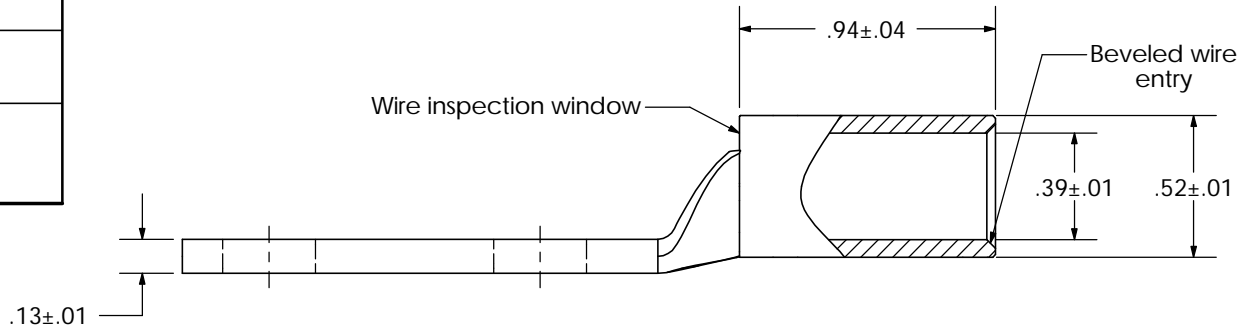 .94±.04
Beveled wire
entry
Wire inspection window
.39±.01
.52±.01
.13±.01